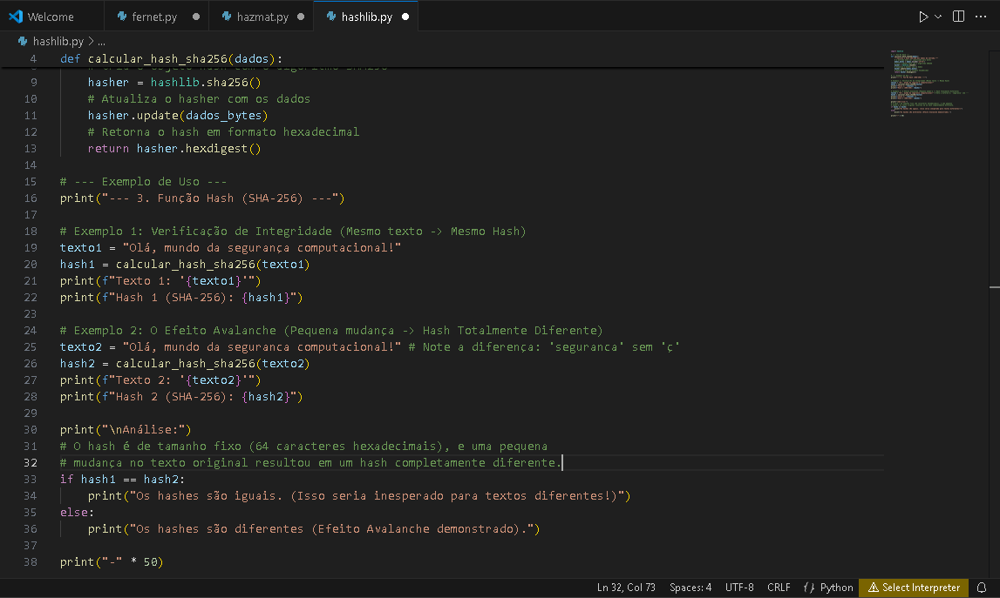 Welcome fernet.py hazmat.py hashlib.py
hashlib.py > ...
4 def calcular_hash_sha256(dados):
9 hasher = hashlib.sha256()
10 # Atualiza o hasher com os dados
11 hasher.update(dados_bytes)
12 # Retorna o hash em formato hexadecimal
13 return hasher.hexdigest()
14
15 # --- Exemplo de Uso ---
16 print("--- 3. Função Hash (SHA-256) ---")
17
18 # Exemplo 1: Verificação de Integridade (Mesmo texto -> Mesmo Hash)
19 texto1 = "Olá, mundo da segurança computacional!"
20 hash1 = calcular_hash_sha256(texto1)
21 print(f"Texto 1: '{texto1}'")
22 print(f"Hash 1 (SHA-256): {hash1}")
23
24 # Exemplo 2: O Efeito Avalanche (Pequena mudança -> Hash Totalmente Diferente)
25 texto2 = "Olá, mundo da seguranca computacional!" # Note a diferença: 'seguranca' sem 'ç'
26 hash2 = calcular_hash_sha256(texto2)
27 print(f"Texto 2: '{texto2}'")
28 print(f"Hash 2 (SHA-256): {hash2}")
29
30 print("\nAnálise:")
31 # O hash é de tamanho fixo (64 caracteres hexadecimais), e uma pequena
32 # mudança no texto original resultou em um hash completamente diferente.
33 if hash1 == hash2:
34 print("Os hashes são iguais. (Isso seria inesperado para textos diferentes!)")
35 else:
36 print("Os hashes são diferentes (Efeito Avalanche demonstrado).")
37
38 print("-" * 50)
Ln 32, Col 73 Spaces: 4 UTF-8 CRLF Python Select Interpreter